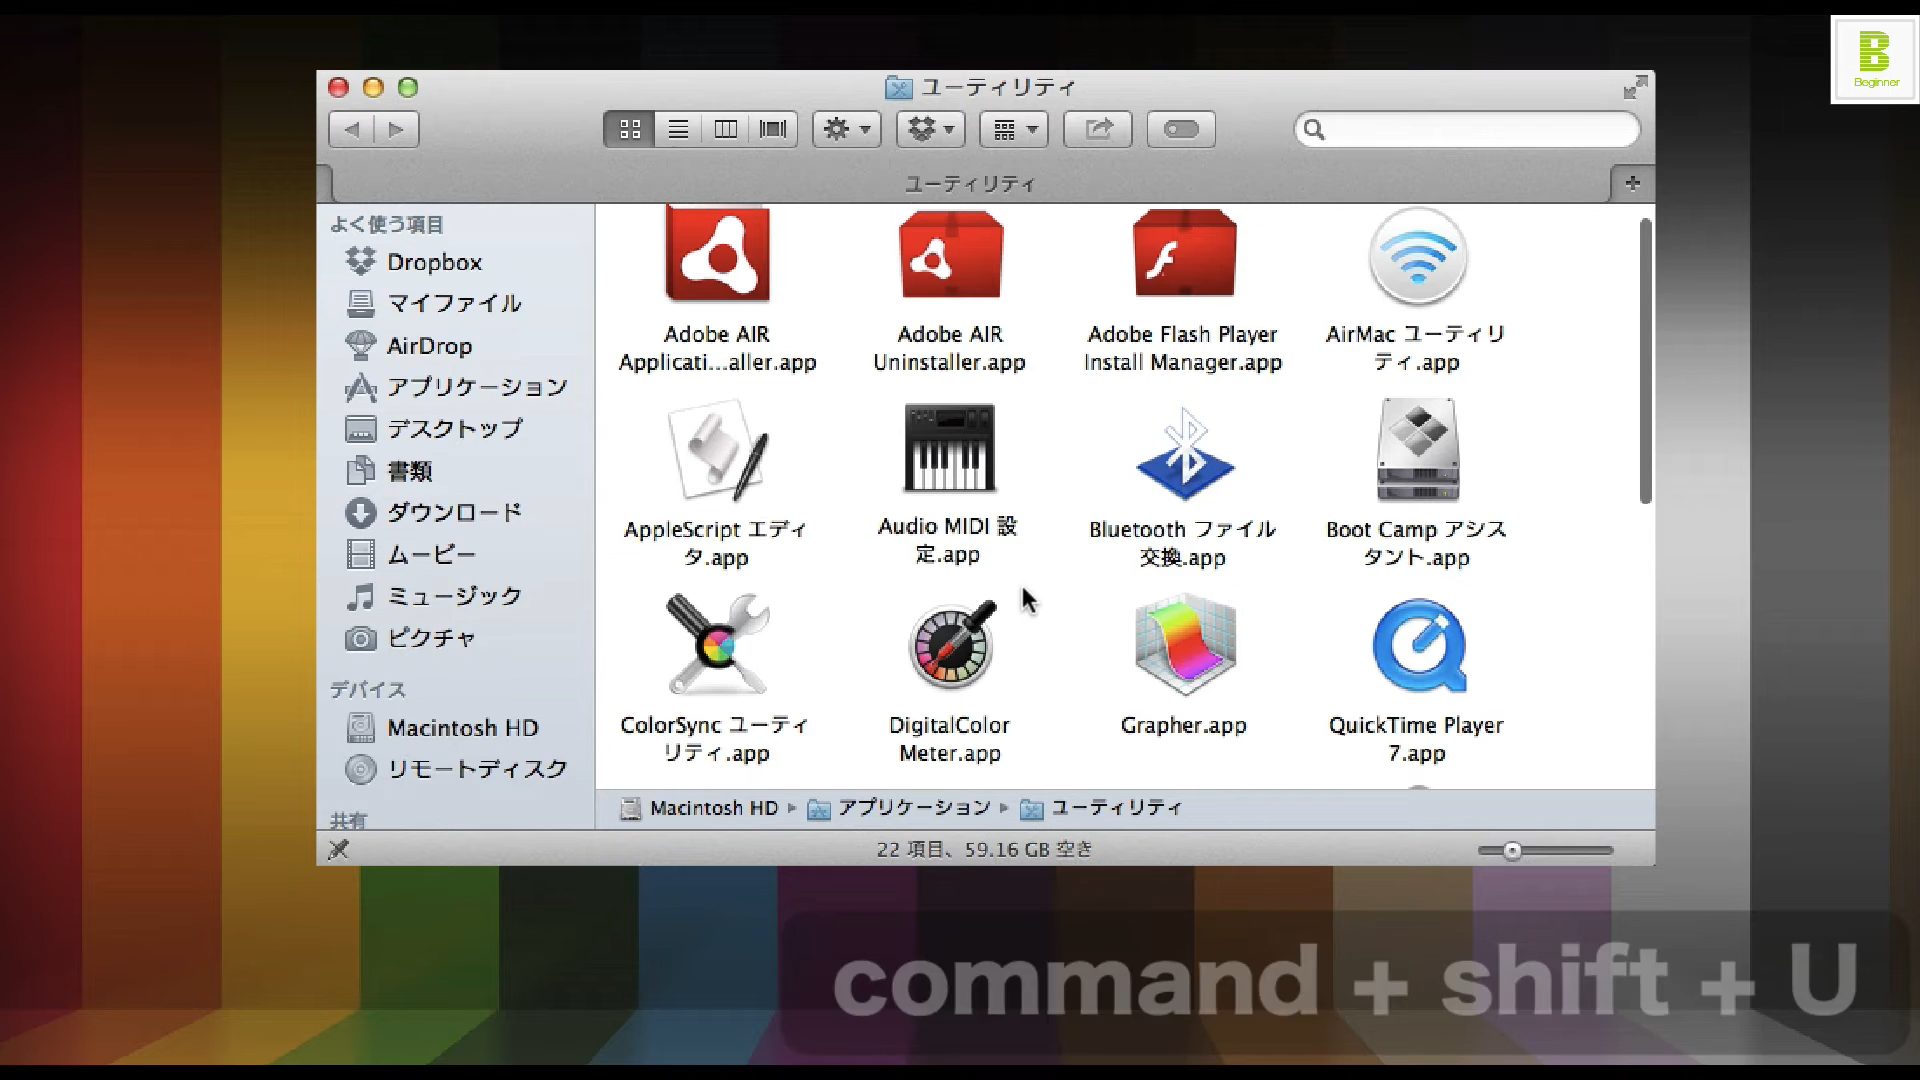 B
Beginner
ユーティリティ
ユーティリティ
よく使う項目
Dropbox
マイファイル
AirDrop
アプリケーション
デスクトップ
書類
ダウンロード
ムービー
ミュージック
ピクチャ
デバイス
Macintosh HD
リモートディスク
共有
Adobe AIR
Applicati...aller.app
Adobe AIR
Uninstaller.app
Adobe Flash Player
Install Manager.app
AirMac ユーティリ
ティ.app
AppleScript エディ
タ.app
Audio MIDI 設
定.app
Bluetooth ファイル
交換.app
Boot Camp アシス
タント.app
ColorSync ユーティ
リティ.app
DigitalColor
Meter.app
Grapher.app
QuickTime Player
7.app
Macintosh HD ▸ アプリケーション ▸ ユーティリティ
22 項目、59.16 GB 空き
command + shift + U